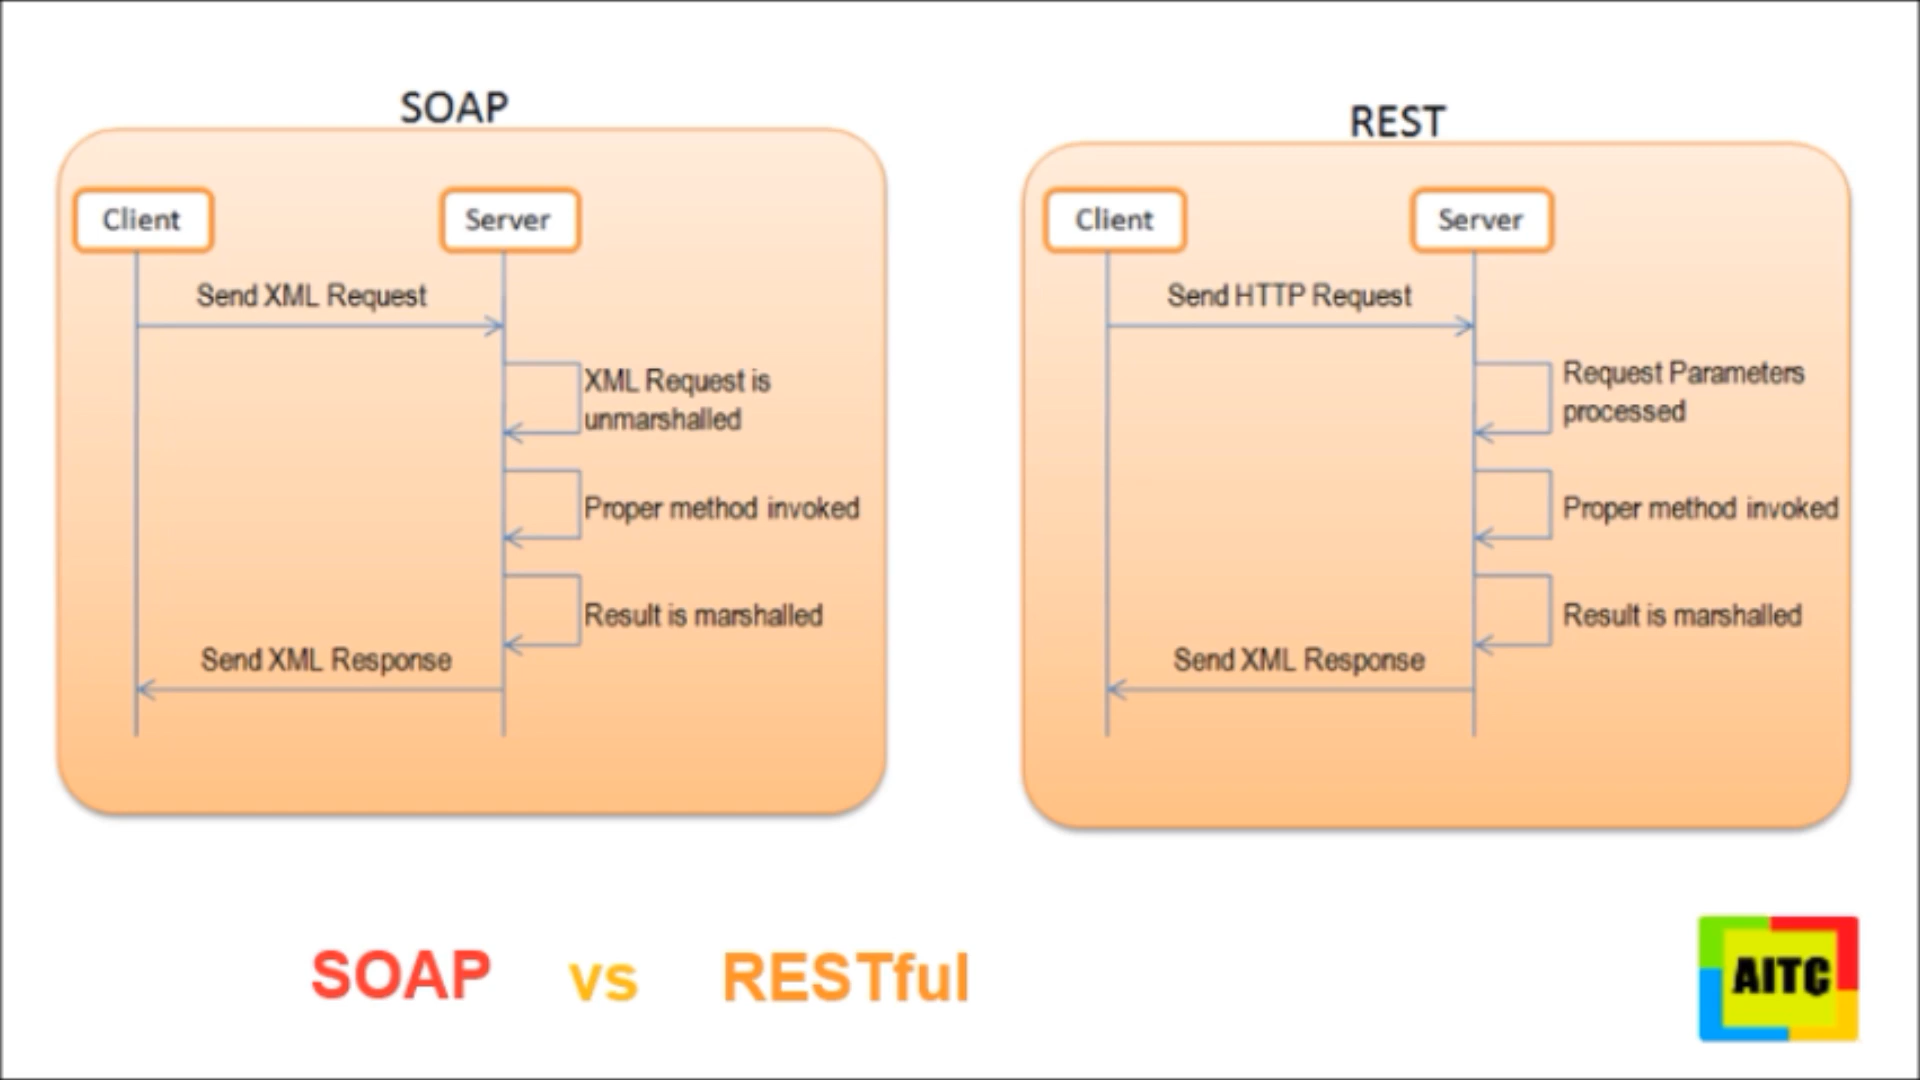 SOAP
Client
Server
Send XML Request
XML Request is
unmarshalled
Proper method invoked
Result is marshalled
Send XML Response
REST
Client
Server
Send HTTP Request
Request Parameters
processed
Proper method invoked
Result is marshalled
Send XML Response
SOAP vs RESTful
AITC